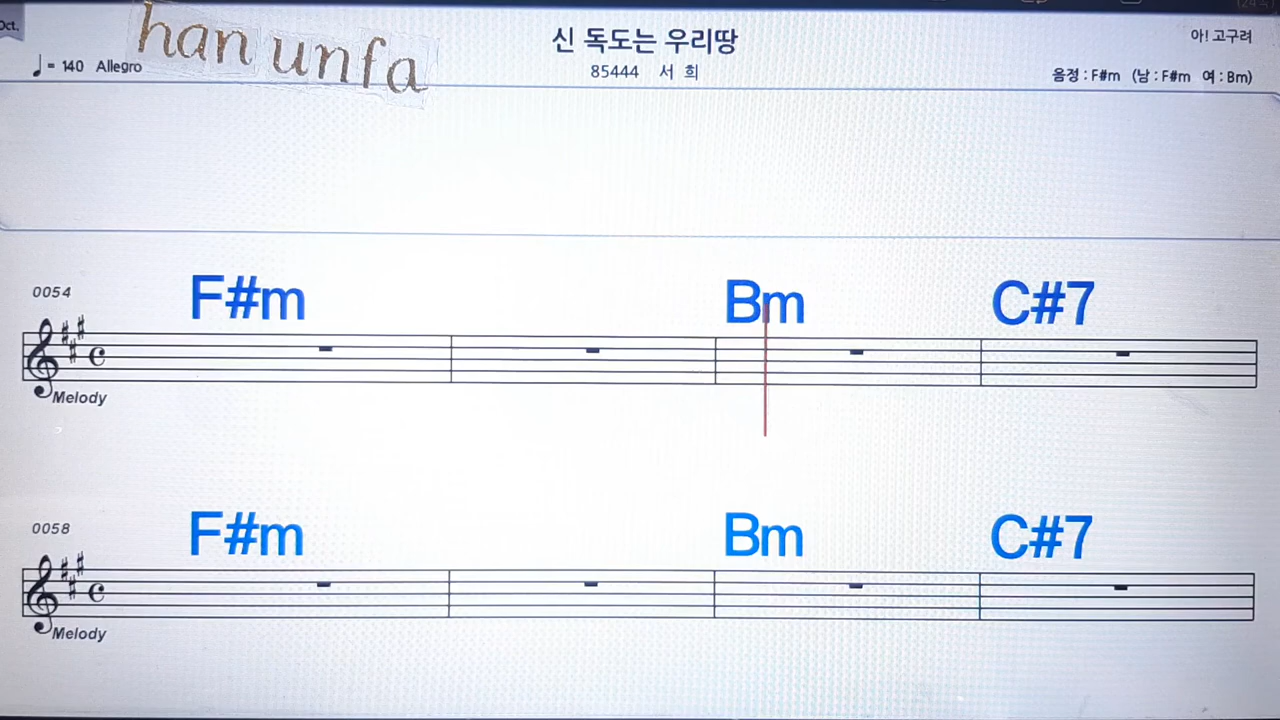 Oct.
han unfa
♩= 140 Allegro
신 독도는 우리땅
85444 서 희
아! 고구려
음정 : F#m (남 : F#m 여 : Bm)
0054
F#m Bm C#7
Melody
0058
F#m Bm C#7
Melody